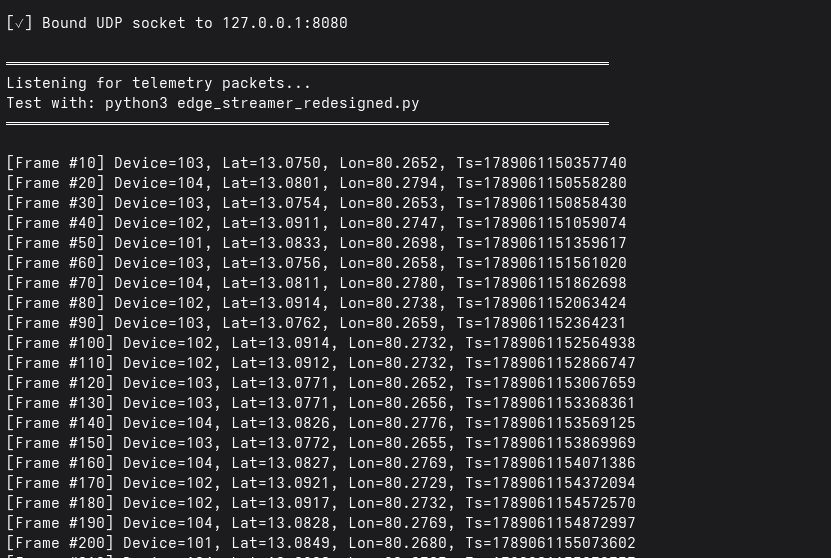 [✓] Bound UDP socket to 127.0.0.1:8080
Listening for telemetry packets...
Test with: python3 edge_streamer_redesigned.py
[Frame #10] Device=103, Lat=13.0750, Lon=80.2652, Ts=1789061150357740
[Frame #20] Device=104, Lat=13.0801, Lon=80.2794, Ts=1789061150558280
[Frame #30] Device=103, Lat=13.0754, Lon=80.2653, Ts=1789061150858430
[Frame #40] Device=102, Lat=13.0911, Lon=80.2747, Ts=1789061151059074
[Frame #50] Device=101, Lat=13.0833, Lon=80.2698, Ts=1789061151359617
[Frame #60] Device=103, Lat=13.0756, Lon=80.2658, Ts=1789061151561020
[Frame #70] Device=104, Lat=13.0811, Lon=80.2780, Ts=1789061151862698
[Frame #80] Device=102, Lat=13.0914, Lon=80.2738, Ts=1789061152063424
[Frame #90] Device=103, Lat=13.0762, Lon=80.2659, Ts=1789061152364231
[Frame #100] Device=102, Lat=13.0914, Lon=80.2732, Ts=1789061152564938
[Frame #110] Device=102, Lat=13.0912, Lon=80.2732, Ts=1789061152866747
[Frame #120] Device=103, Lat=13.0771, Lon=80.2652, Ts=1789061153067659
[Frame #130] Device=103, Lat=13.0771, Lon=80.2656, Ts=1789061153368361
[Frame #140] Device=104, Lat=13.0826, Lon=80.2776, Ts=1789061153569125
[Frame #150] Device=103, Lat=13.0772, Lon=80.2655, Ts=1789061153869969
[Frame #160] Device=104, Lat=13.0827, Lon=80.2769, Ts=1789061154071386
[Frame #170] Device=102, Lat=13.0921, Lon=80.2729, Ts=1789061154372094
[Frame #180] Device=102, Lat=13.0917, Lon=80.2732, Ts=1789061154572570
[Frame #190] Device=104, Lat=13.0828, Lon=80.2769, Ts=1789061154872997
[Frame #200] Device=101, Lat=13.0849, Lon=80.2680, Ts=1789061155073602